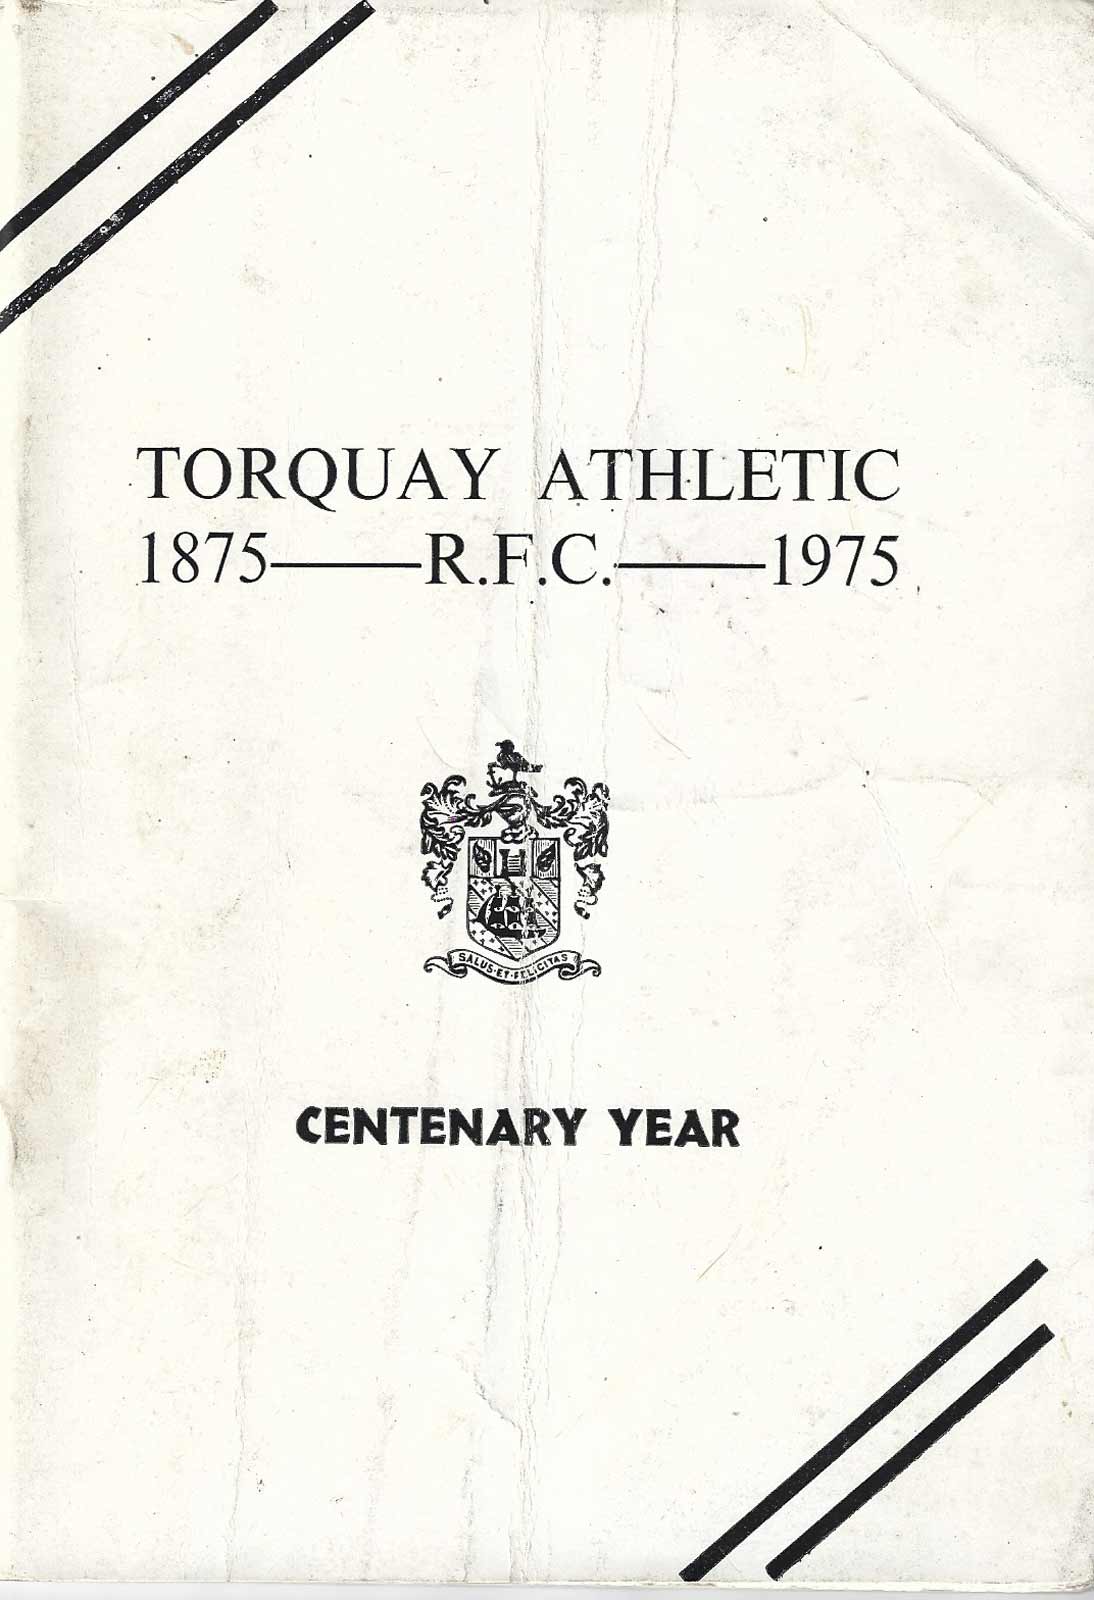 TORQUAY ATHLETIC
1875——R.F.C.——1975
SALUS·ET·FELICITAS
CENTENARY YEAR